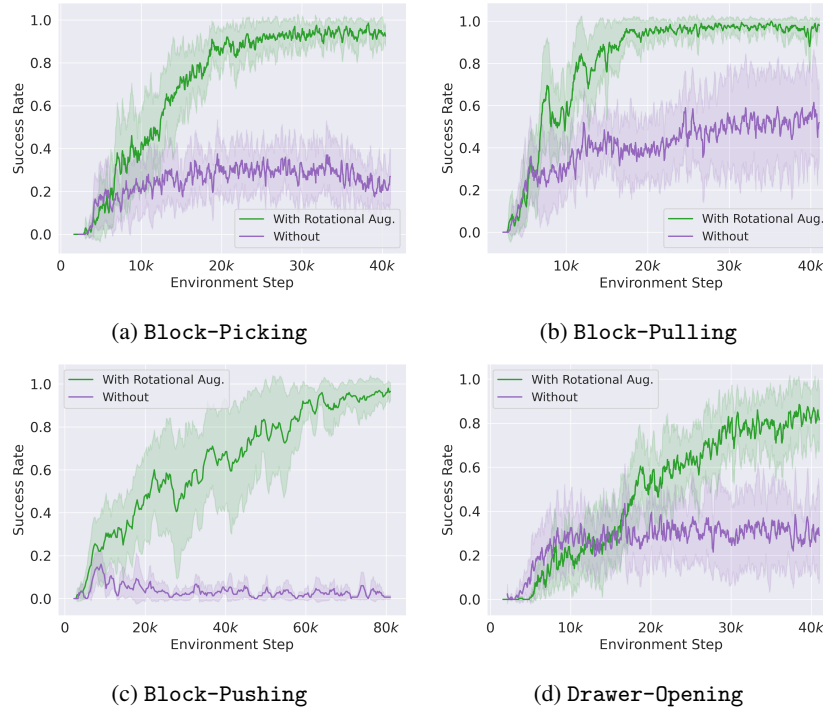 1.0
0.8
0.6
0.4
0.2
0.0
Success Rate
With Rotational Aug.
Without
0 10k 20k 30k 40k
Environment Step
(a) Block-Picking
1.0
0.8
0.6
0.4
0.2
0.0
Success Rate
With Rotational Aug.
Without
10k 20k 30k 40k
Environment Step
(b) Block-Pulling
1.0
0.8
0.6
0.4
0.2
0.0
Success Rate
With Rotational Aug.
Without
0 20k 40k 60k 80k
Environment Step
(c) Block-Pushing
1.0
0.8
0.6
0.4
0.2
0.0
Success Rate
With Rotational Aug.
Without
0 10k 20k 30k 40k
Environment Step
(d) Drawer-Opening